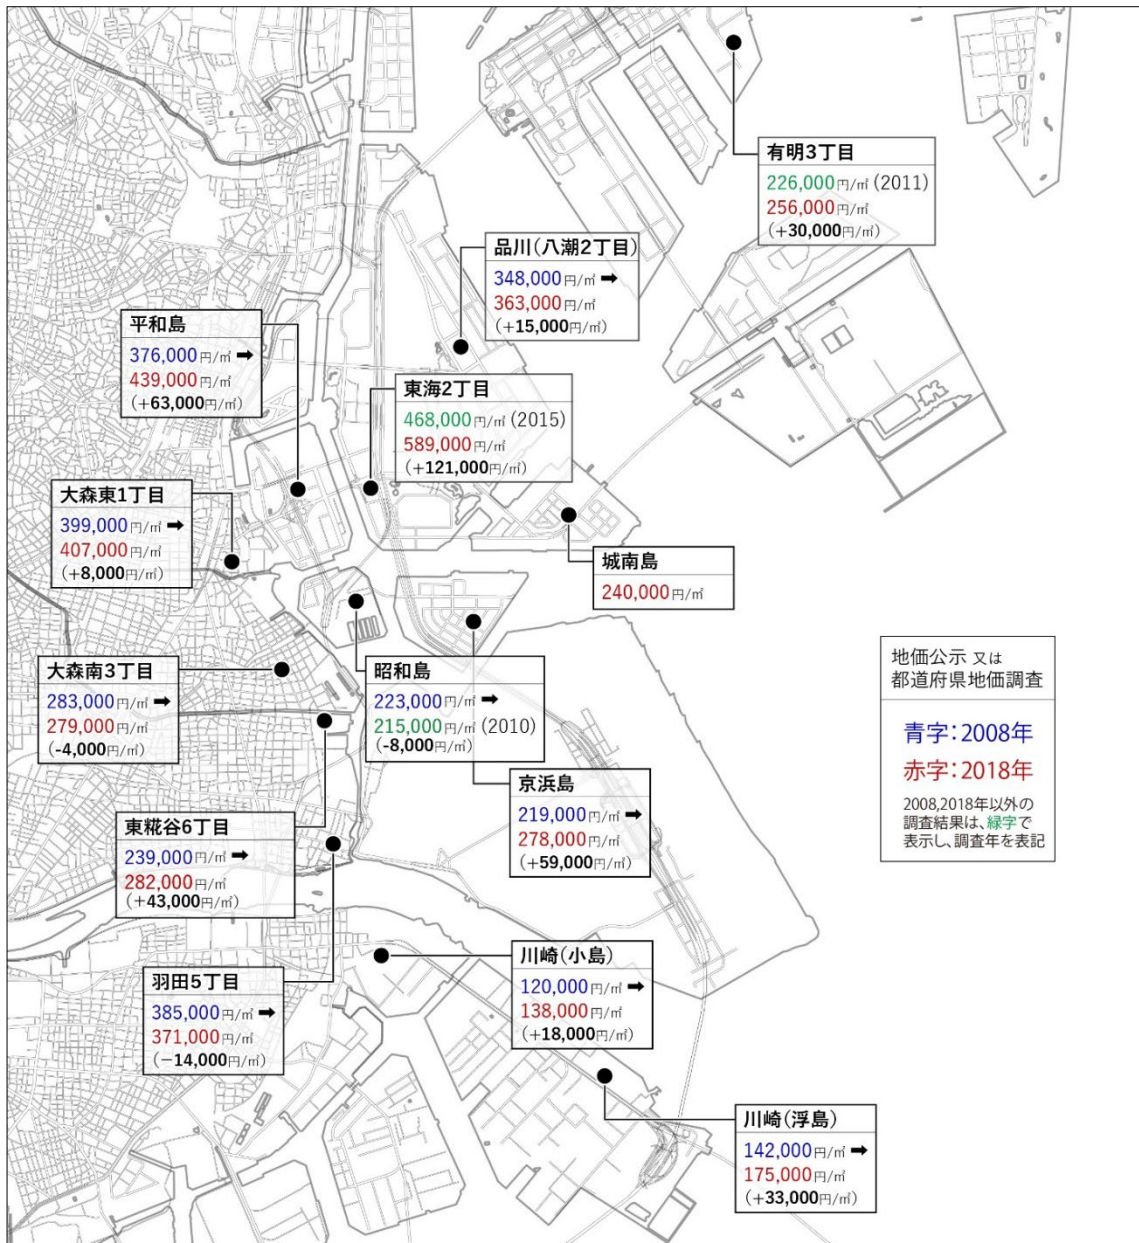 有明3丁目
226,000円/㎡ (2011)
256,000円/㎡
(+30,000円/㎡)
品川(八潮2丁目)
348,000円/㎡ ➡
363,000円/㎡
(+15,000円/㎡)
平和島
376,000円/㎡ ➡
439,000円/㎡
(+63,000円/㎡)
東海2丁目
468,000円/㎡ (2015)
589,000円/㎡
(+121,000円/㎡)
大森東1丁目
399,000円/㎡ ➡
407,000円/㎡
(+8,000円/㎡)
城南島
240,000円/㎡
大森南3丁目
283,000円/㎡ ➡
279,000円/㎡
(-4,000円/㎡)
昭和島
223,000円/㎡ ➡
215,000円/㎡ (2010)
(-8,000円/㎡)
地価公示 又は
都道府県地価調査
青字:2008年
赤字:2018年
2008,2018年以外の
調査結果は、緑字で
表示し、調査年を表記
京浜島
219,000円/㎡ ➡
278,000円/㎡
(+59,000円/㎡)
東糀谷6丁目
239,000円/㎡ ➡
282,000円/㎡
(+43,000円/㎡)
川崎(小島)
120,000円/㎡ ➡
138,000円/㎡
(+18,000円/㎡)
羽田5丁目
385,000円/㎡ ➡
371,000円/㎡
(−14,000円/㎡)
川崎(浮島)
142,000円/㎡ ➡
175,000円/㎡
(+33,000円/㎡)